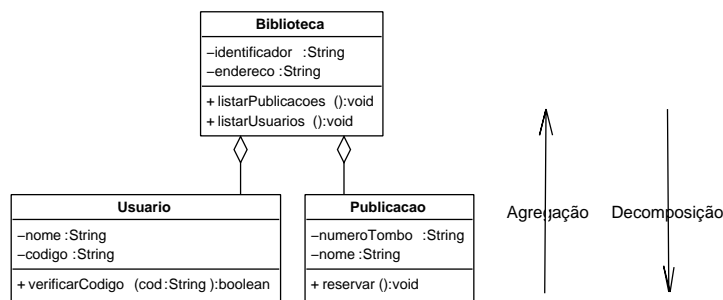 Biblioteca
–identificador :String
–endereco :String
+ listarPublicacoes ():void
+ listarUsuarios ():void
Usuario
–nome :String
–codigo :String
+ verificarCodigo (cod :String ):boolean
Publicacao
–numeroTombo :String
–nome :String
+ reservar ():void
Agregação
Decomposição